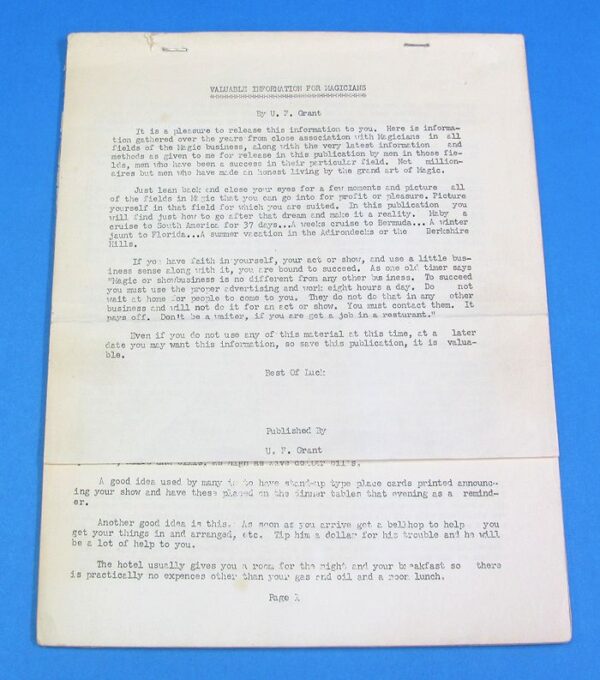 VALUABLE INFORMATION FOR MAGICIANS
By U. F. Grant
It is a pleasure to release this information to you. Here is informa-
tion gathered over the years from close association with Magicians in all
fields of the Magic business, along with the very latest information and
methods as given to me for release in this publication by men in those fie-
lds, men who have been a success in their particular field. Not million-
aires but men who have made an honest living by the grand art of Magic.
Just lean back and close your eyes for a few moments and picture all
of the fields in Magic that you can go into for profit or pleasure. Picture
yourself in that field for which you are suited. In this publication you
will find just how to go after that dream and make it a reality. Maby a
cruise to South America for 37 days...A weeks cruise to Bermuda... A winter
jaunt to Florida...A summer vacation in the Adirondecks or the Berkshire
Hills.
If you have faith in yourself, your act or show, and use a little bus-
iness sense along with it, you are bound to succeed. As one old timer says
"Magic or showbusiness is no different from any other bu iness. To succeed
you must use the proper advertising and work eight hours a day. Do not
wait at home for people to come to you. They do not do that in any other
business and will not do it for an act or show. You must contact them. It
pays off. Don't be a waiter, if you are get a job in a resturant."
Even if you do not use any of this material at this time, at a later
date you may want this information, so save this publication, it is valua-
ble.
Best Of Luck
Published By
U. F. Grant
A good idea used by many is to have stand-up type place cards printed announc-
ing your show and have these placed on the dinner tables that evening as a remind-
er.
Another good idea is this. As soon as you arrive get a bellhop to help you
get your things in and arranged, etc. Tip him a dollar for his trouble and he will
be a lot of help to you.
The hotel usually gives you a room for the night and your breakfast so there
is practically no expences other than your gas and oil and a noon lunch.
Page